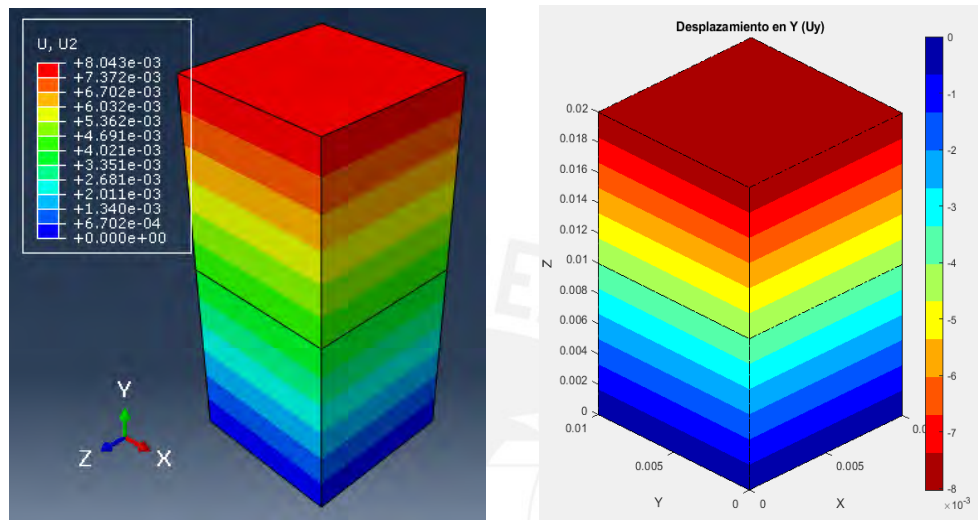 U, U2
+8.043e-03
+7.372e-03
+6.702e-03
+6.032e-03
+5.362e-03
+4.691e-03
+4.021e-03
+3.351e-03
+2.681e-03
+2.011e-03
+1.340e-03
+6.702e-04
+0.000e+00
Y
Z
X
Desplazamiento en Y (Uy)
0.02
0.018
0.016
0.014
0.012
0.01
0.008
0.006
0.004
0.002
0
Z
0.01
0.005
0
Y
0
0.005
X
0
-1
-2
-3
-4
-5
-6
-7
-8
×10-3